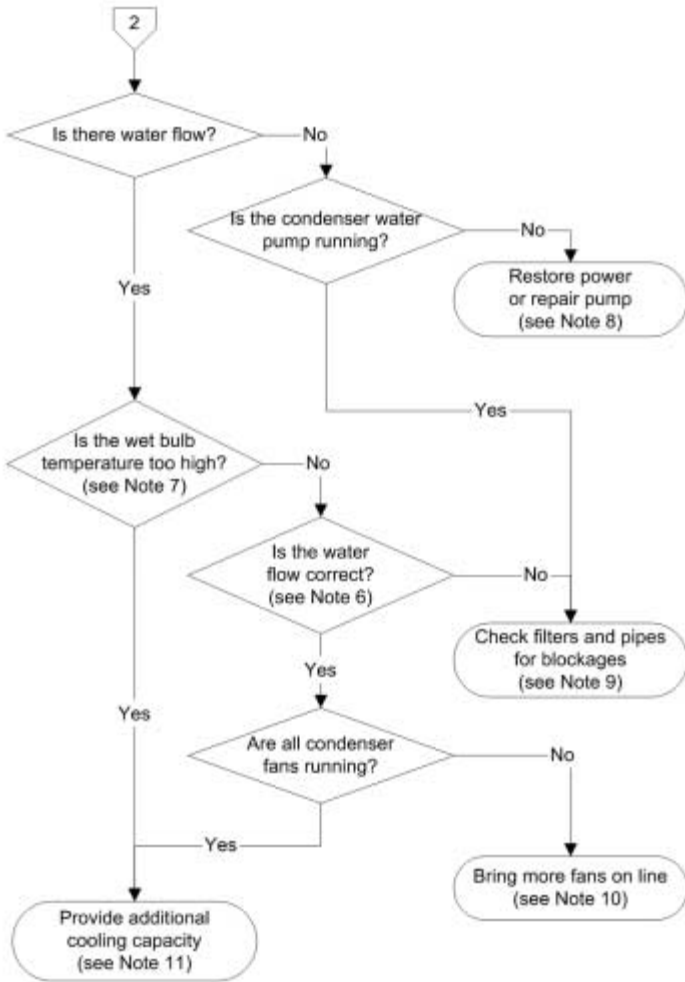 2
Is there water flow?
No
Is the condenser water
pump running?
No
Restore power
or repair pump
(see Note 8)
Yes
Yes
Is the wet bulb
temperature too high?
(see Note 7)
No
Is the water
flow correct?
(see Note 6)
No
Check filters and pipes
for blockages
(see Note 9)
Yes
Yes
Are all condenser
fans running?
No
Yes
Bring more fans on line
(see Note 10)
Provide additional
cooling capacity
(see Note 11)